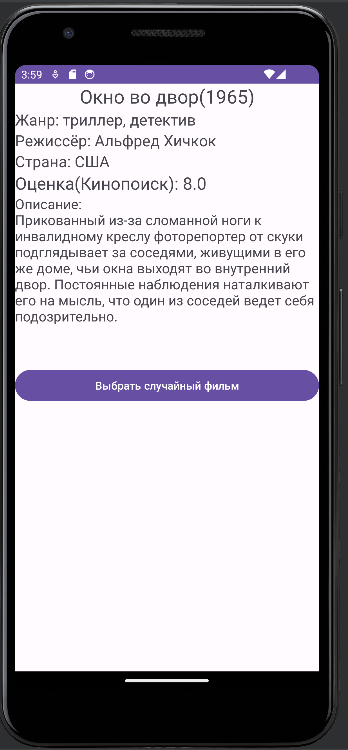 3:59
Окно во двор(1965)
Жанр: триллер, детектив
Режиссёр: Альфред Хичкок
Страна: США
Оценка(Кинопоиск): 8.0
Описание:
Прикованный из-за сломанной ноги к
инвалидному креслу фоторепортер от скуки
подглядывает за соседями, живущими в его
же доме, чьи окна выходят во внутренний
двор. Постоянные наблюдения наталкивают
его на мысль, что один из соседей ведет себя
подозрительно.
Выбрать случайный фильм